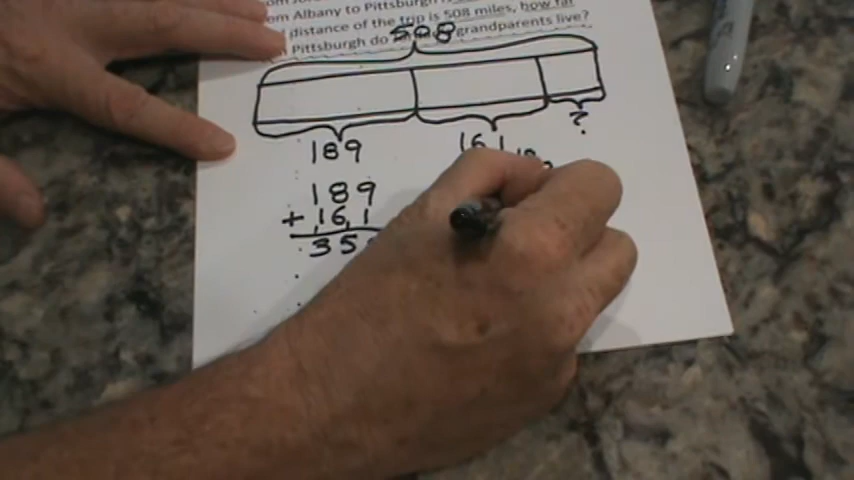 Albany to Pittsburgh
distance of the trip is 508 miles, how far
Pittsburgh do grandparents live?
508
189 161 ?
189
+ 161
35